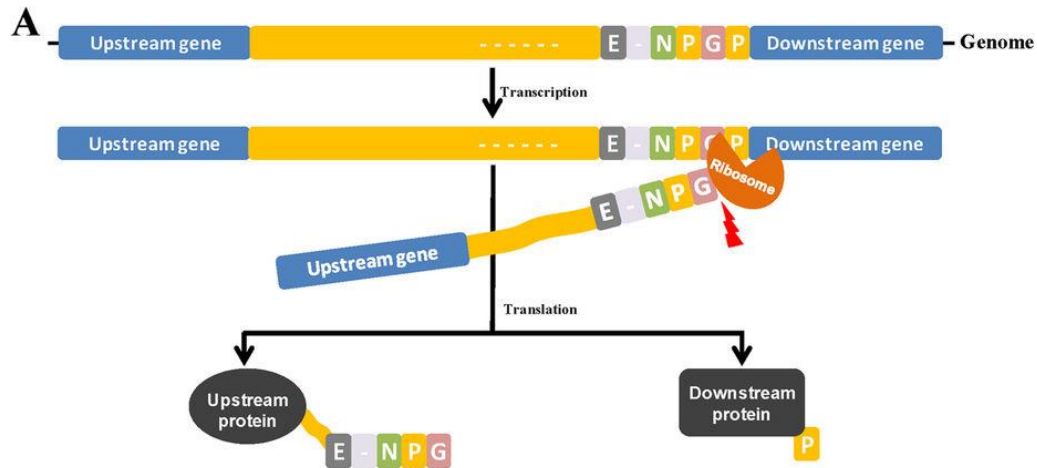 A
Upstream gene ------ E - N P G P Downstream gene Genome
Transcription
Upstream gene ------ E - N P G P Downstream gene
Ribosome
E - N P G
Upstream gene
Translation
Upstream
protein
E - N P G
Downstream
protein
P